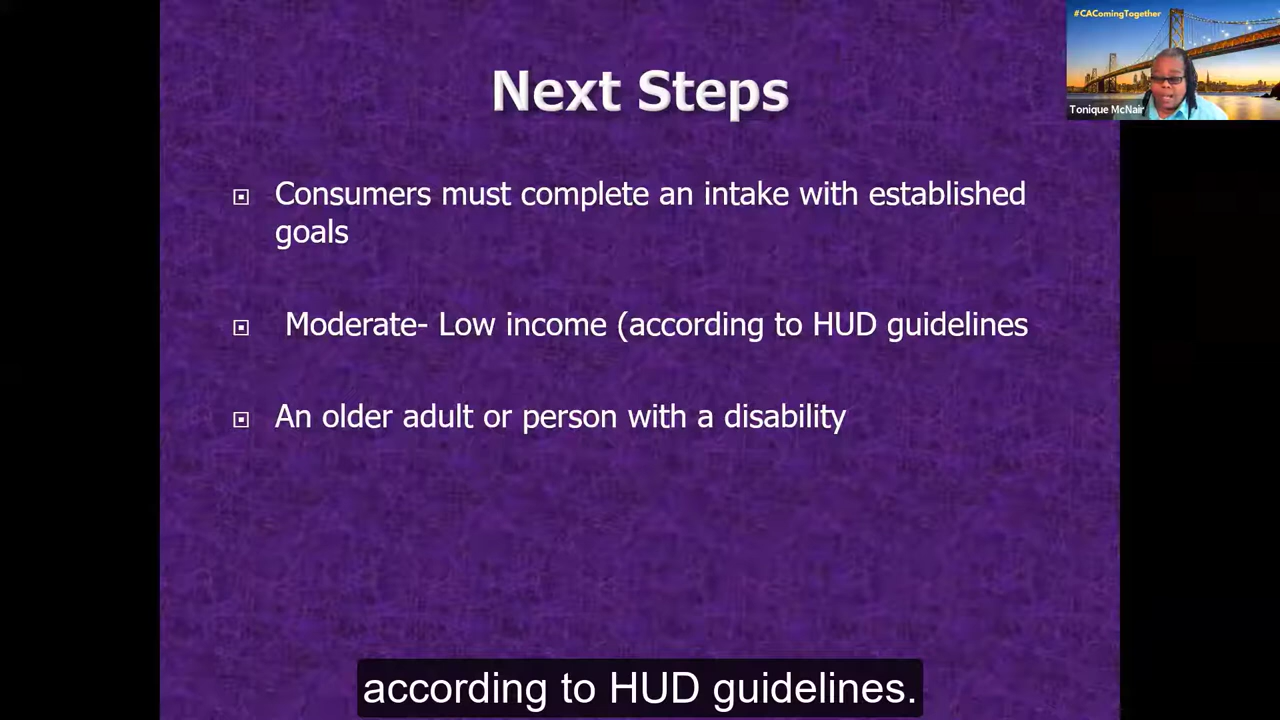 #CAComingTogether
Tonique McNair
Next Steps
Consumers must complete an intake with established
goals
Moderate- Low income (according to HUD guidelines
An older adult or person with a disability
according to HUD guidelines.